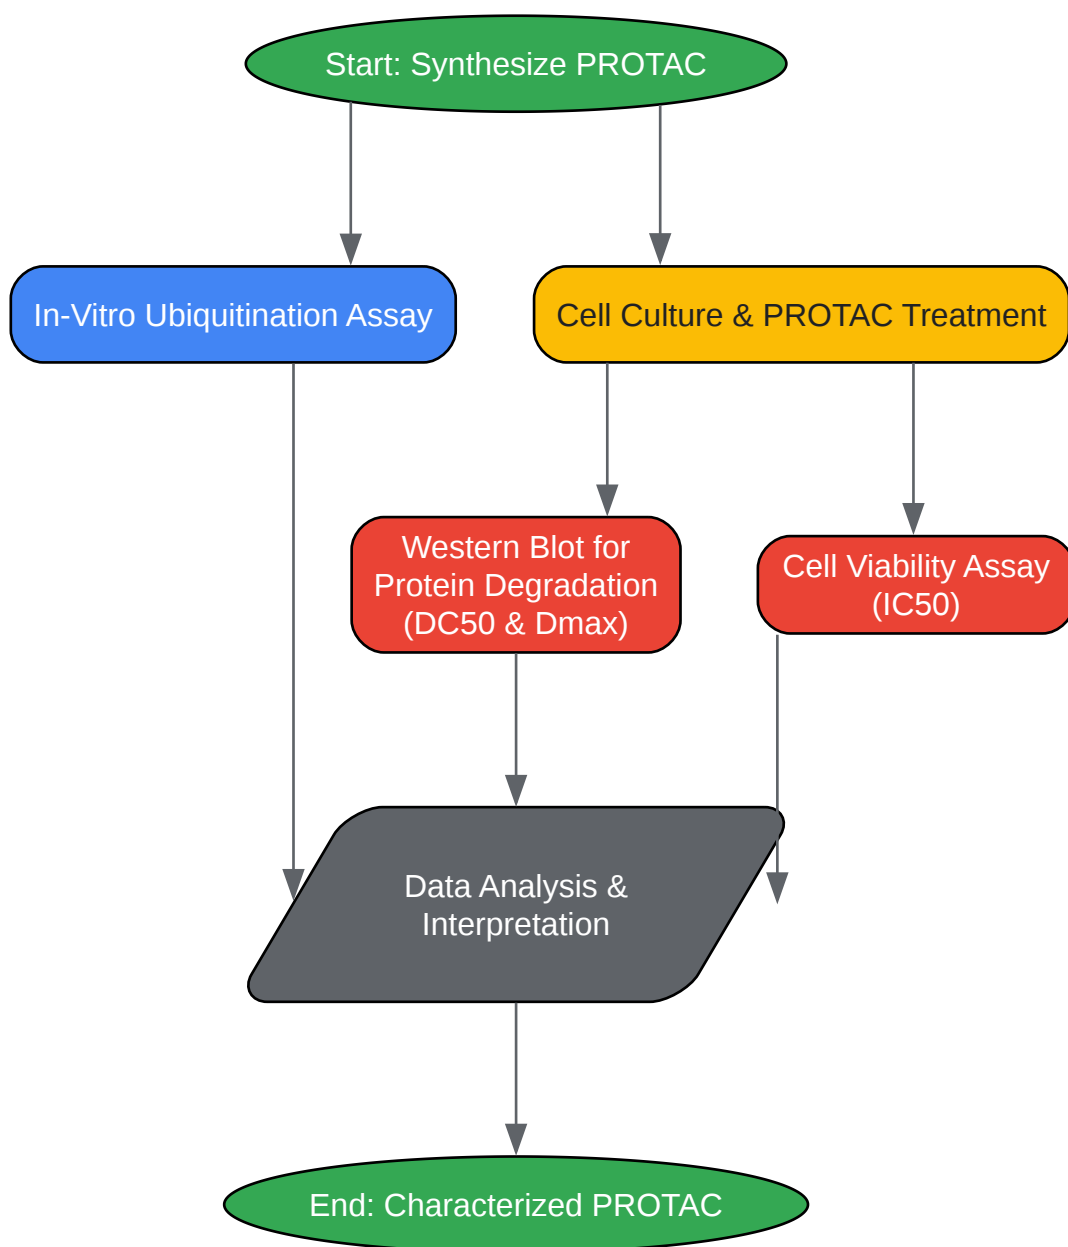 Start: Synthesize PROTAC
In-Vitro Ubiquitination Assay
Cell Culture & PROTAC Treatment
Western Blot for
Protein Degradation
(DC50 & Dmax)
Cell Viability Assay
(IC50)
Data Analysis &
Interpretation
End: Characterized PROTAC